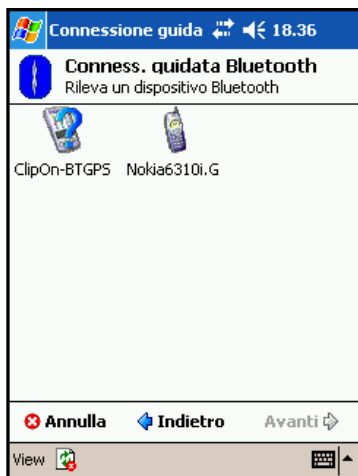 Connessione guida 18.36
Conness. guidata Bluetooth
Rileva un dispositivo Bluetooth
ClipOn-BTGPS Nokia6310i.G
Annulla Indietro Avanti
View